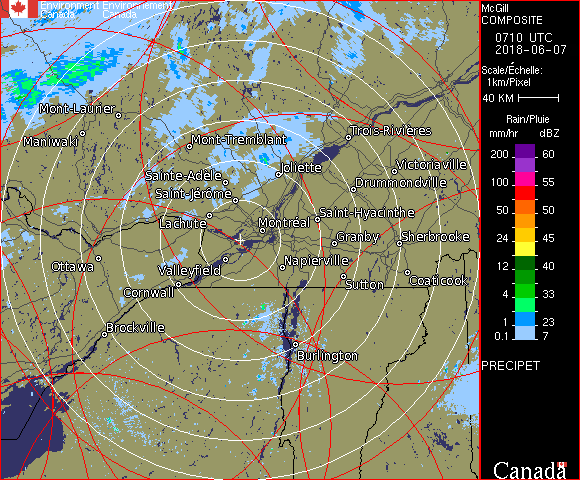 Environment Environnement
Canada Canada
McGill
COMPOSITE
0710 UTC
2018-06-07
Scale/Échelle:
1km/Pixel
40 KM
Rain/Pluie
mm/hr dBZ
200 60
100 55
50 50
24 45
12 40
4 33
1 23
0.1 7
PRECIPET
Canada
Mont-Laurier
Maniwaki
Mont-Tremblant
Trois-Rivières
Sainte-Adèle
Joliette
Victoriaville
Saint-Jérôme
Drummondville
Lachute
Montréal
Saint-Hyacinthe
Granby
Sherbrooke
Ottawa
Valleyfield
Napierville
Cornwall
Sutton
Coaticook
Brockville
Burlington